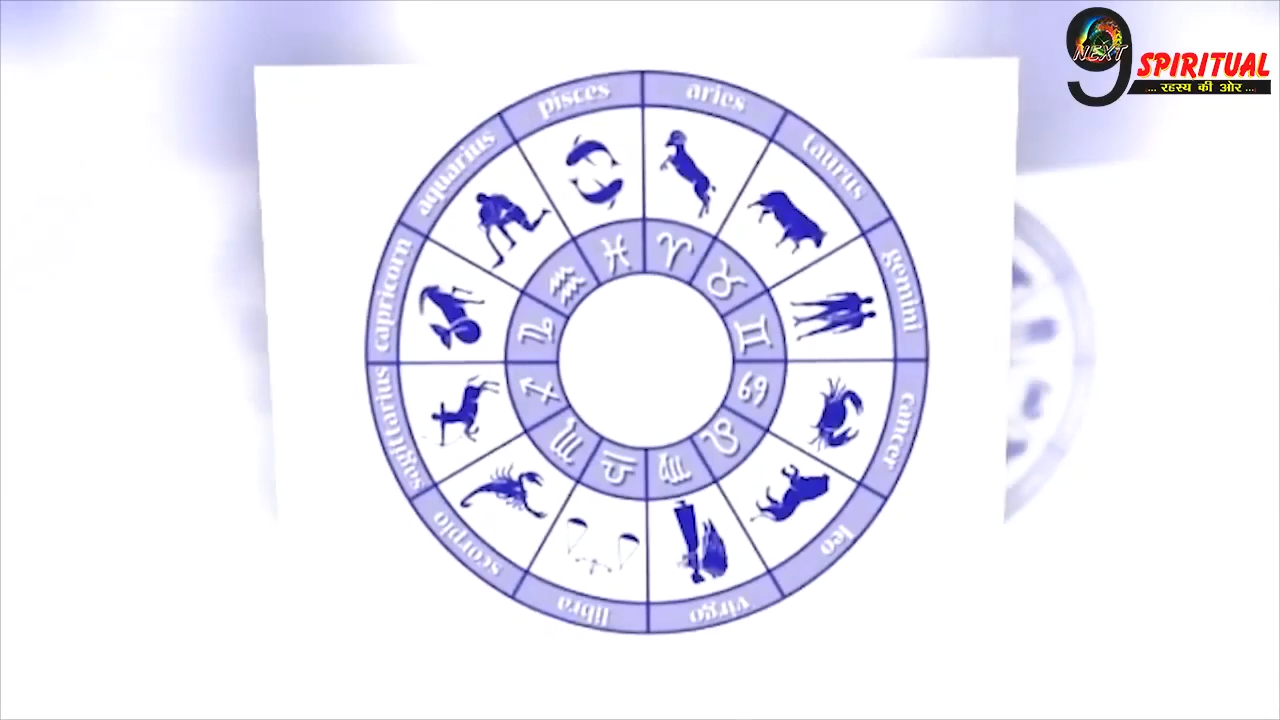 9
NEXT
SPIRITUAL
... रहस्य की ओर ...
pisces
aries
aquarius
taurus
capricorn
gemini
sagittarius
cancer
scorpio
leo
libra
virgo